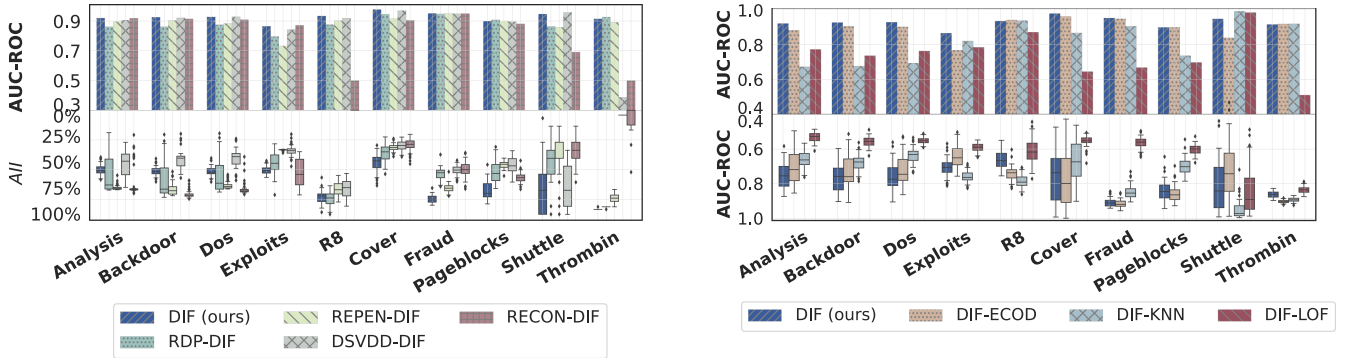 AUC-ROC
0.9
0.7
0.5
0.3
0%
AII
25%
50%
75%
100%
Analysis
Backdoor
Dos
Exploits
R8
Cover
Fraud
Pageblocks
Shuttle
Thrombin
DIF (ours)
REPEN-DIF
RECON-DIF
RDP-DIF
DSVDD-DIF
AUC-ROC
1.0
0.8
0.6
0.4
AUC-ROC
0.4
0.6
0.8
1.0
Analysis
Backdoor
Dos
Exploits
R8
Cover
Fraud
Pageblocks
Shuttle
Thrombin
DIF (ours)
DIF-ECOD
DIF-KNN
DIF-LOF